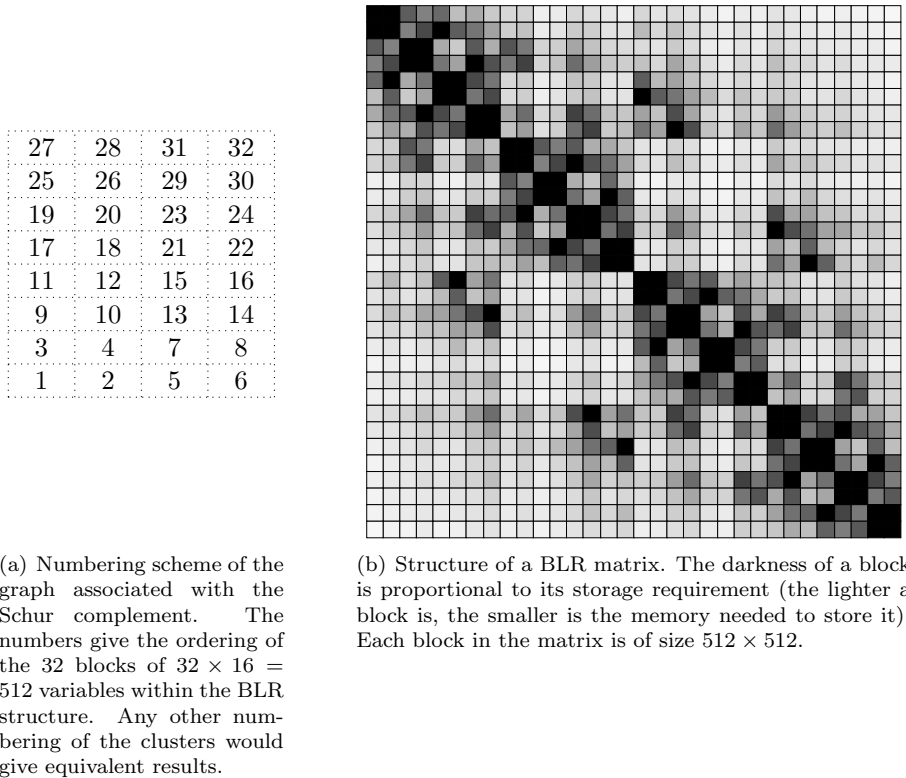 27 28 31 32
25 26 29 30
19 20 23 24
17 18 21 22
11 12 15 16
9 10 13 14
3 4 7 8
1 2 5 6
(a) Numbering scheme of the
graph associated with the
Schur complement. The
numbers give the ordering of
the 32 blocks of 32 × 16 =
512 variables within the BLR
structure. Any other num-
bering of the clusters would
give equivalent results.
(b) Structure of a BLR matrix. The darkness of a block
is proportional to its storage requirement (the lighter a
block is, the smaller is the memory needed to store it)
Each block in the matrix is of size 512 × 512.